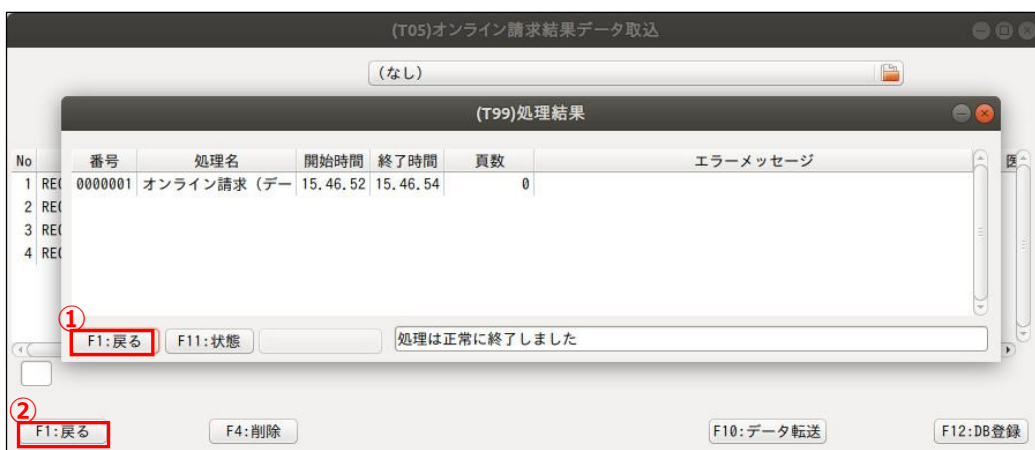 (T05)オンライン請求結果データ取込
(なし)
(T99)処理結果
No 番号 処理名 開始時間 終了時間 頁数 エラーメッセージ 医
1 REC 0000001 オンライン請求 (デー 15.46.52 15.46.54 0
2 REC
3 REC
4 REC
①
F1:戻る F11:状態 処理は正常に終了しました
②
F1:戻る F4:削除 F10:データ転送 F12:DB登録